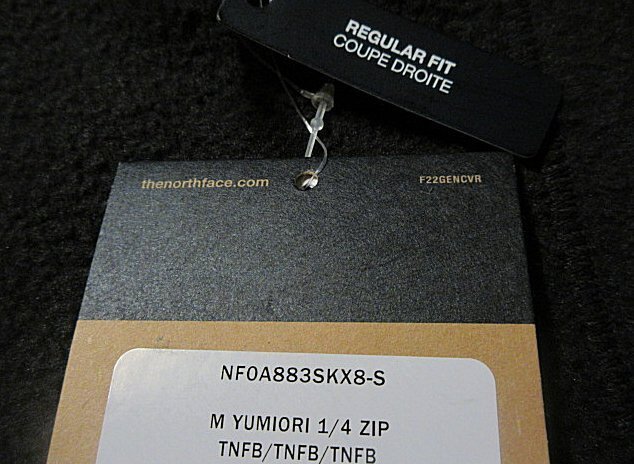 REGULAR FIT
COUPE DROITE
thenorthface.com
F22GENCVR
NF0A883SKX8-S
M YUMIORI 1/4 ZIP
TNFB/TNFB/TNFB